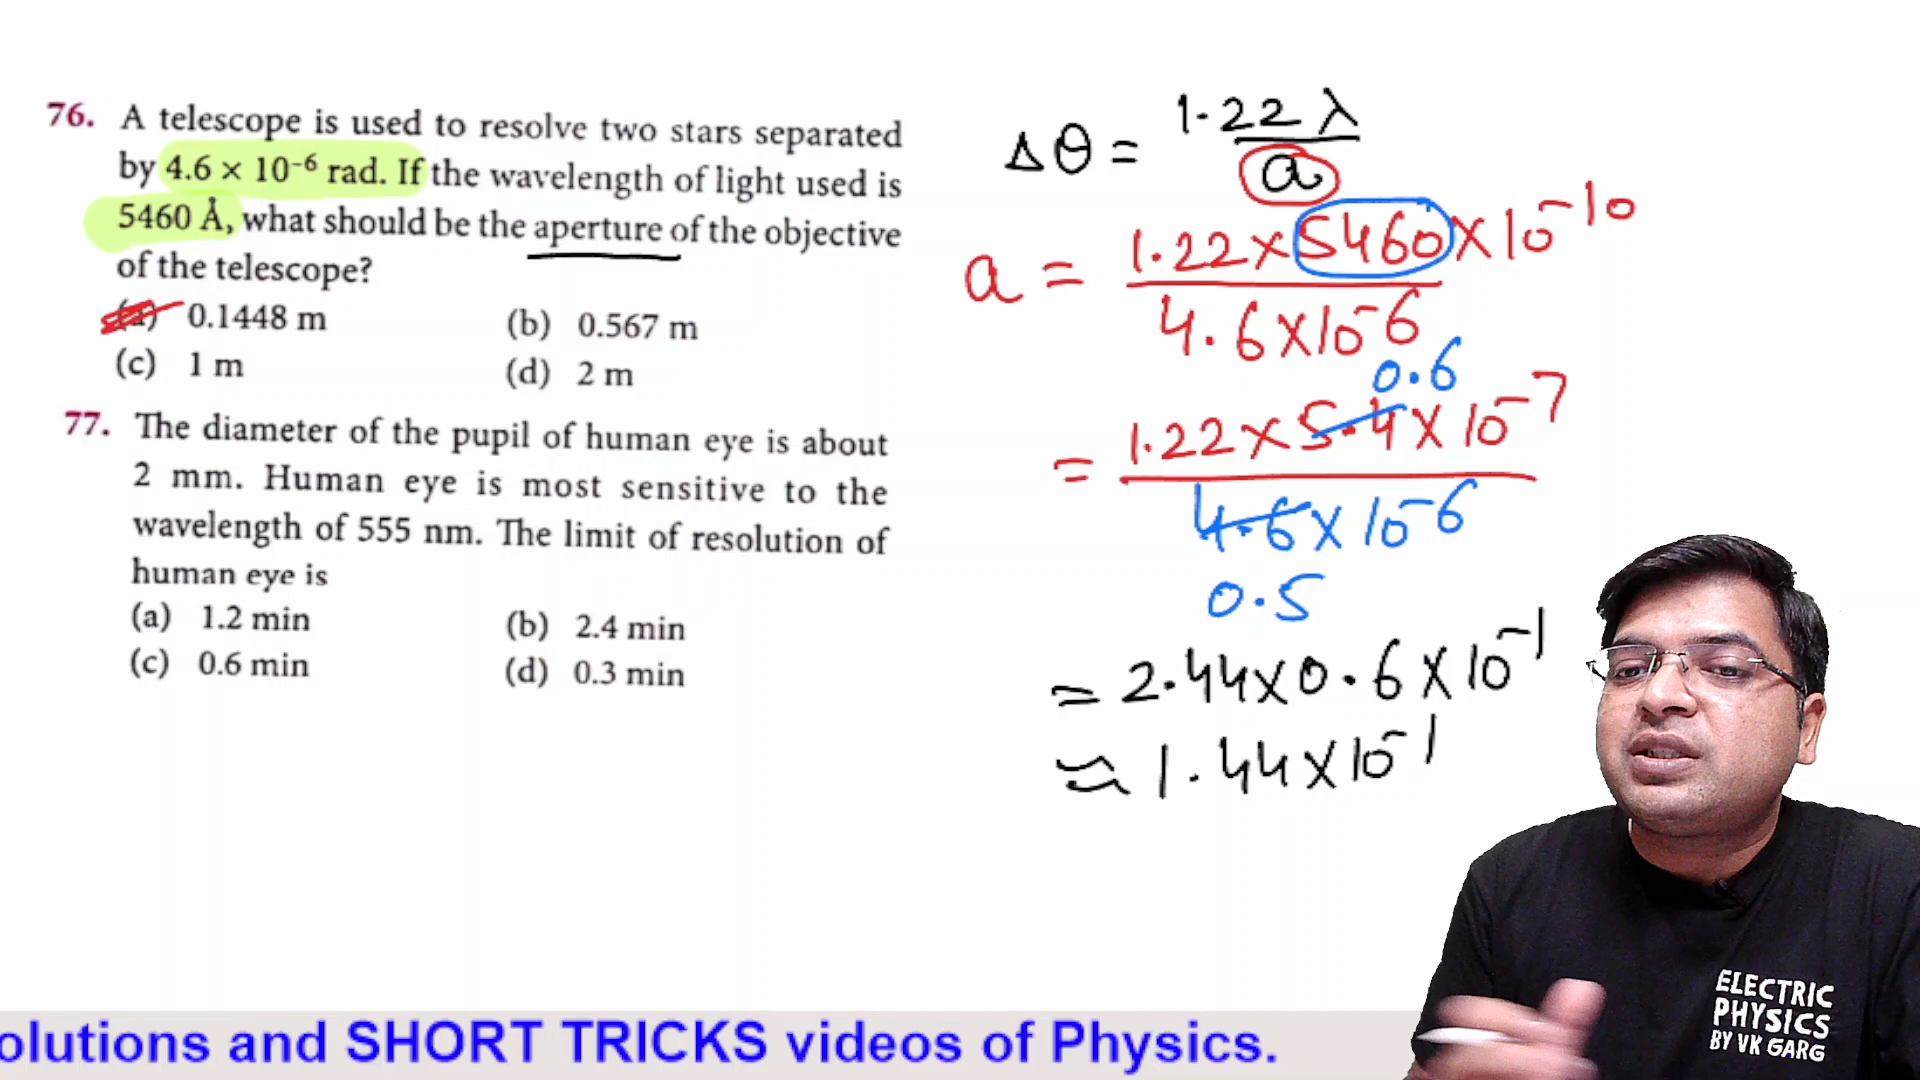 76. A telescope is used to resolve two stars separated
by 4.6 × 10⁻⁶ rad. If the wavelength of light used is
5460 Å, what should be the aperture of the objective
of the telescope?
(a) 0.1448 m (b) 0.567 m
(c) 1 m (d) 2 m
77. The diameter of the pupil of human eye is about
2 mm. Human eye is most sensitive to the
wavelength of 555 nm. The limit of resolution of
human eye is
(a) 1.2 min (b) 2.4 min
(c) 0.6 min (d) 0.3 min
Δθ = 1.22 λ / a
a = 1.22 × 5460 × 10⁻¹⁰ / 4.6 × 10⁻⁶
0.6
= 1.22 × 5.4 × 10⁻⁷ / 4.6 × 10⁻⁶
0.5
= 2.44 × 0.6 × 10⁻¹
≈ 1.44 × 10⁻¹
ELECTRIC
PHYSICS
BY VK GARG
olutions and SHORT TRICKS videos of Physics.